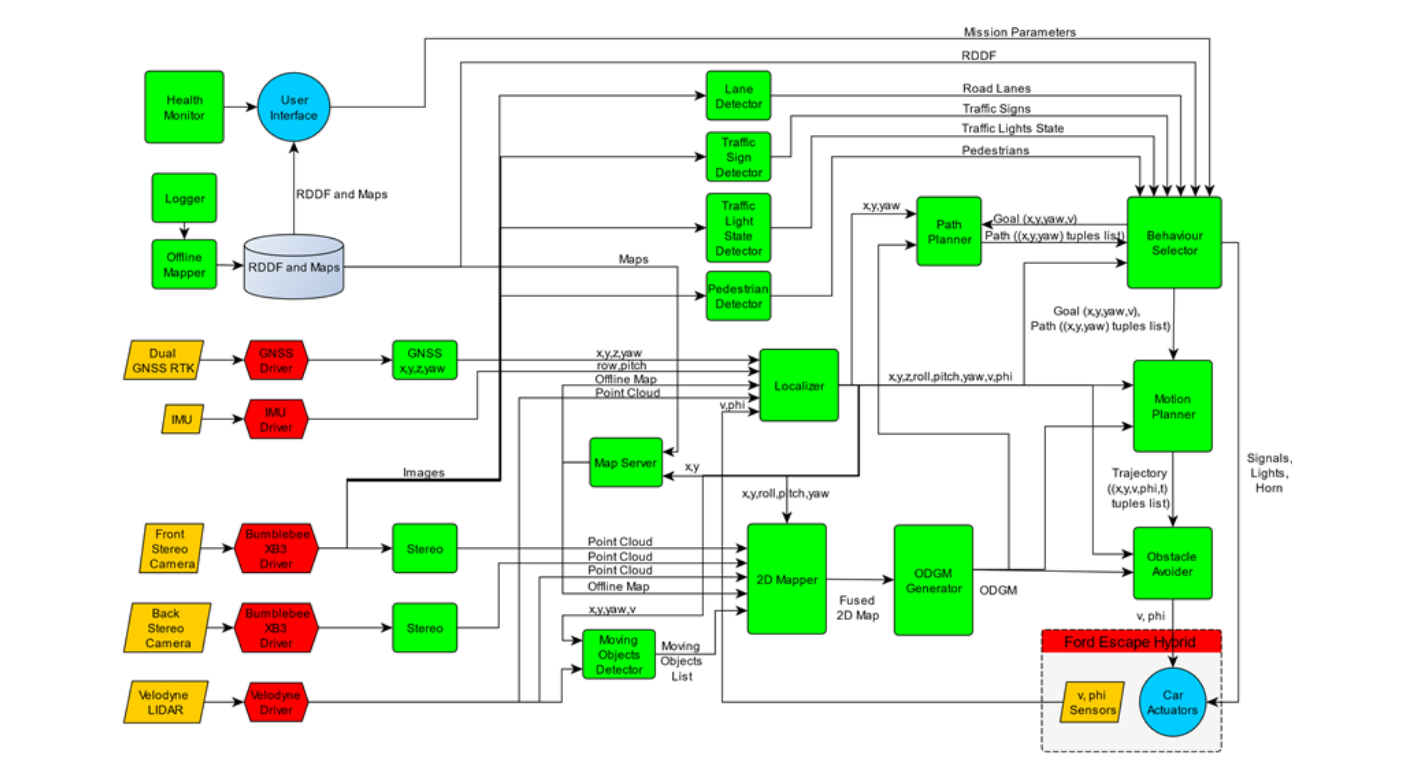 Mission Parameters
RDDF
Health
Monitor
User
Interface
Lane
Detector
Road Lanes
Traffic Signs
Traffic Lights State
Pedestrians
Traffic
Sign
Detector
RDDF and Maps
Logger
Traffic
Light
State
Detector
x,y,yaw
Path
Planner
Goal (x,y,yaw,v)
Path ((x,y,yaw) tuples list)
Behaviour
Selector
Offline
Mapper
RDDF and Maps
Maps
Pedestrian
Detector
Goal (x,y,yaw,v),
Path ((x,y,yaw) tuples list)
Dual
GNSS RTK
GNSS
Driver
GNSS
x,y,z,yaw
x,y,z,yaw
row,pitch
Offline Map
Point Cloud
v,phi
Localizer
x,y,z,roll,pitch,yaw,v,phi
Motion
Planner
IMU
IMU
Driver
Map Server
x,y
Images
x,y,roll,pitch,yaw
Trajectory
((x,y,v,phi,t)
tuples list)
Signals,
Lights,
Horn
Front
Stereo
Camera
Bumblebee
XB3
Driver
Stereo
Point Cloud
Point Cloud
Point Cloud
Offline Map
x,y,yaw,v
2D Mapper
Fused
2D Map
ODGM
Generator
ODGM
Obstacle
Avoider
v, phi
Back
Stereo
Camera
Bumblebee
XB3
Driver
Stereo
Moving
Objects
Detector
Moving
Objects
List
Ford Escape Hybrid
Velodyne
LIDAR
Velodyne
Driver
v, phi
Sensors
Car
Actuators